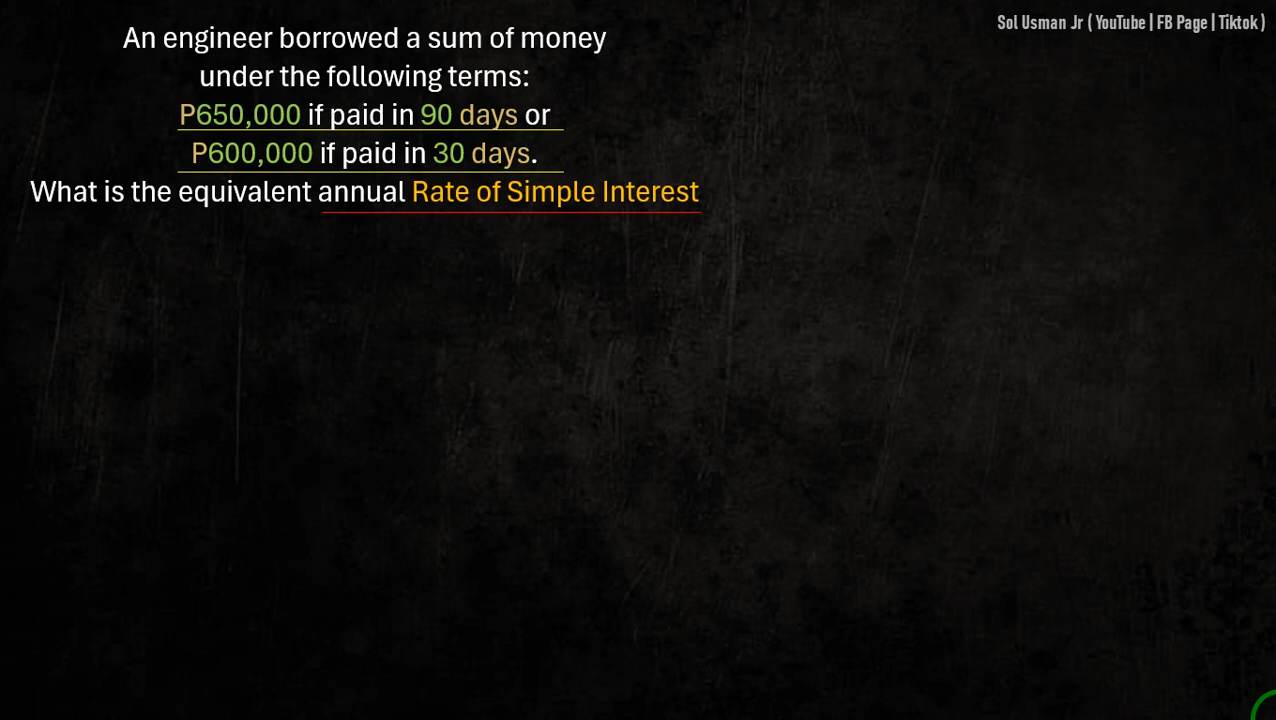 Sol Usman Jr ( YouTube | FB Page | Tiktok )
An engineer borrowed a sum of money
under the following terms:
P650,000 if paid in 90 days or
P600,000 if paid in 30 days.
What is the equivalent annual Rate of Simple Interest